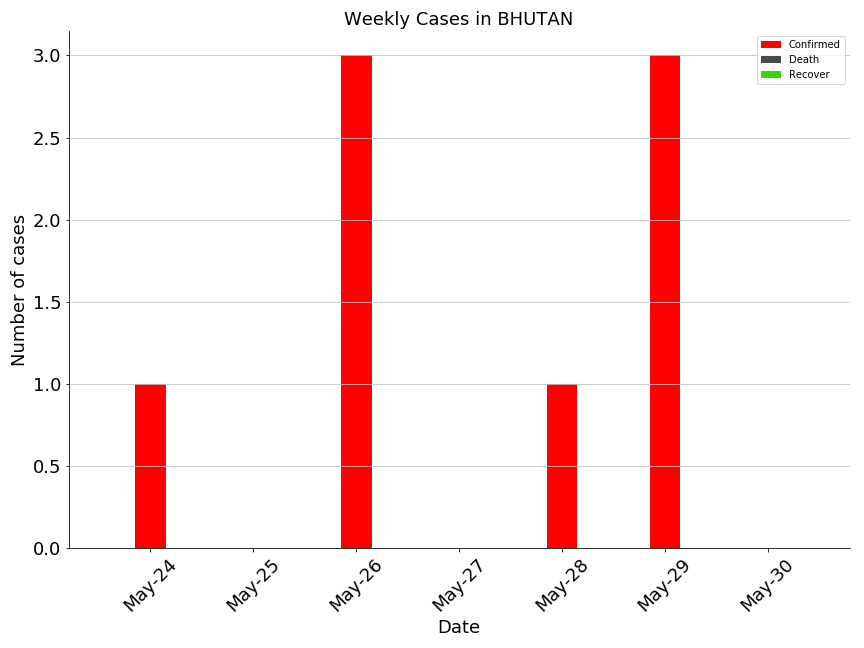 Weekly Cases in BHUTAN
Confirmed
Death
Recover
Number of cases
3.0
2.5
2.0
1.5
1.0
0.5
0.0
May-24
May-25
May-26
May-27
May-28
May-29
May-30
Date